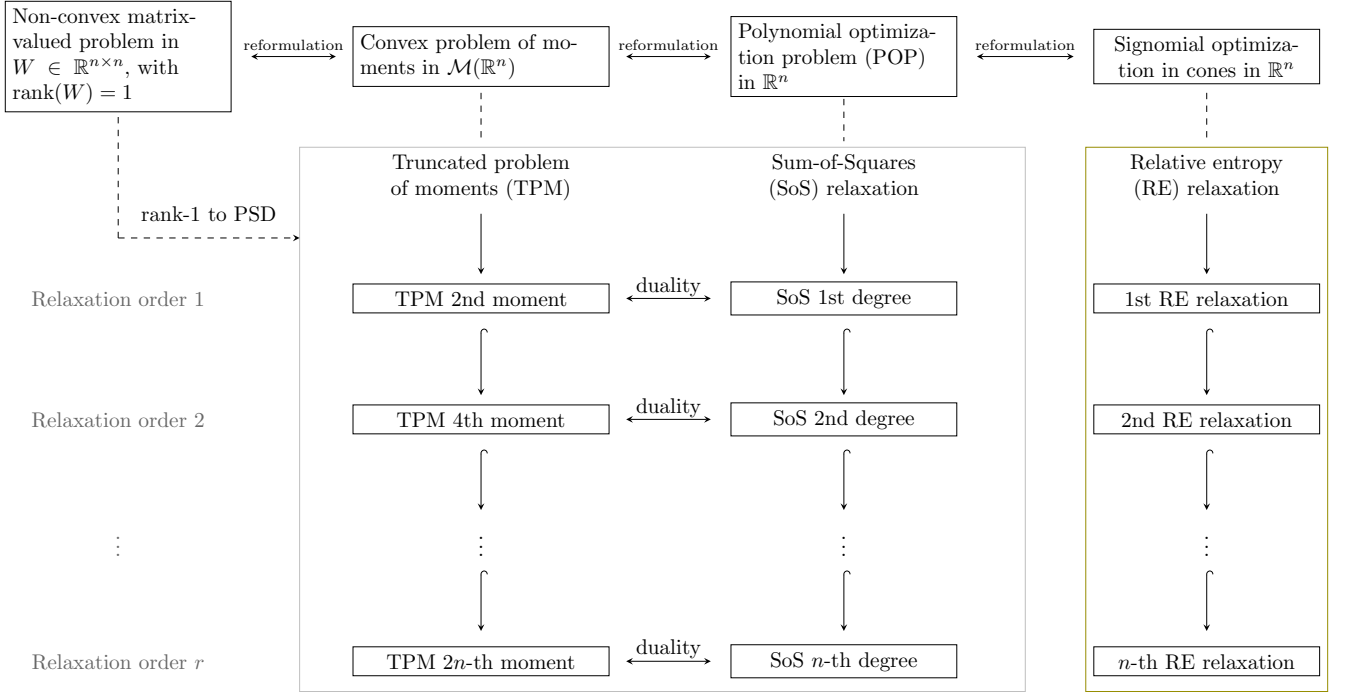 Non-convex matrix-
valued problem in
W ∈ ℝⁿˣⁿ, with
rank(W) = 1
reformulation
Convex problem of mo-
ments in ℳ(ℝⁿ)
reformulation
Polynomial optimiza-
tion problem (POP)
in ℝⁿ
reformulation
Signomial optimiza-
tion in cones in ℝⁿ
Truncated problem
of moments (TPM)
Sum-of-Squares
(SoS) relaxation
Relative entropy
(RE) relaxation
rank-1 to PSD
Relaxation order 1
TPM 2nd moment
duality
SoS 1st degree
1st RE relaxation
Relaxation order 2
TPM 4th moment
duality
SoS 2nd degree
2nd RE relaxation
⋮
⋮
⋮
⋮
Relaxation order r
TPM 2n-th moment
duality
SoS n-th degree
n-th RE relaxation